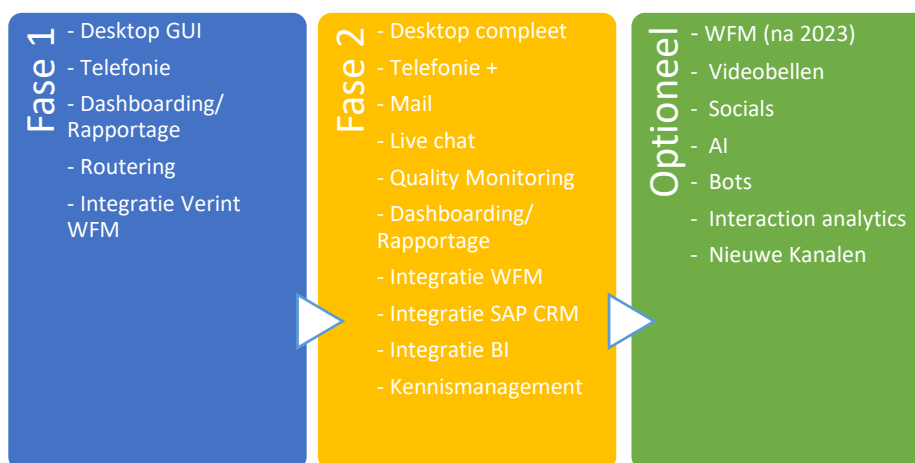 Fase 1
- Desktop GUI
- Telefonie
- Dashboarding/
Rapportage
- Routering
- Integratie Verint
WFM
Fase 2
- Desktop compleet
- Telefonie +
- Mail
- Live chat
- Quality Monitoring
- Dashboarding/
Rapportage
- Integratie WFM
- Integratie SAP CRM
- Integratie BI
- Kennismanagement
Optioneel
- WFM (na 2023)
- Videobellen
- Socials
- AI
- Bots
- Interaction analytics
- Nieuwe Kanalen